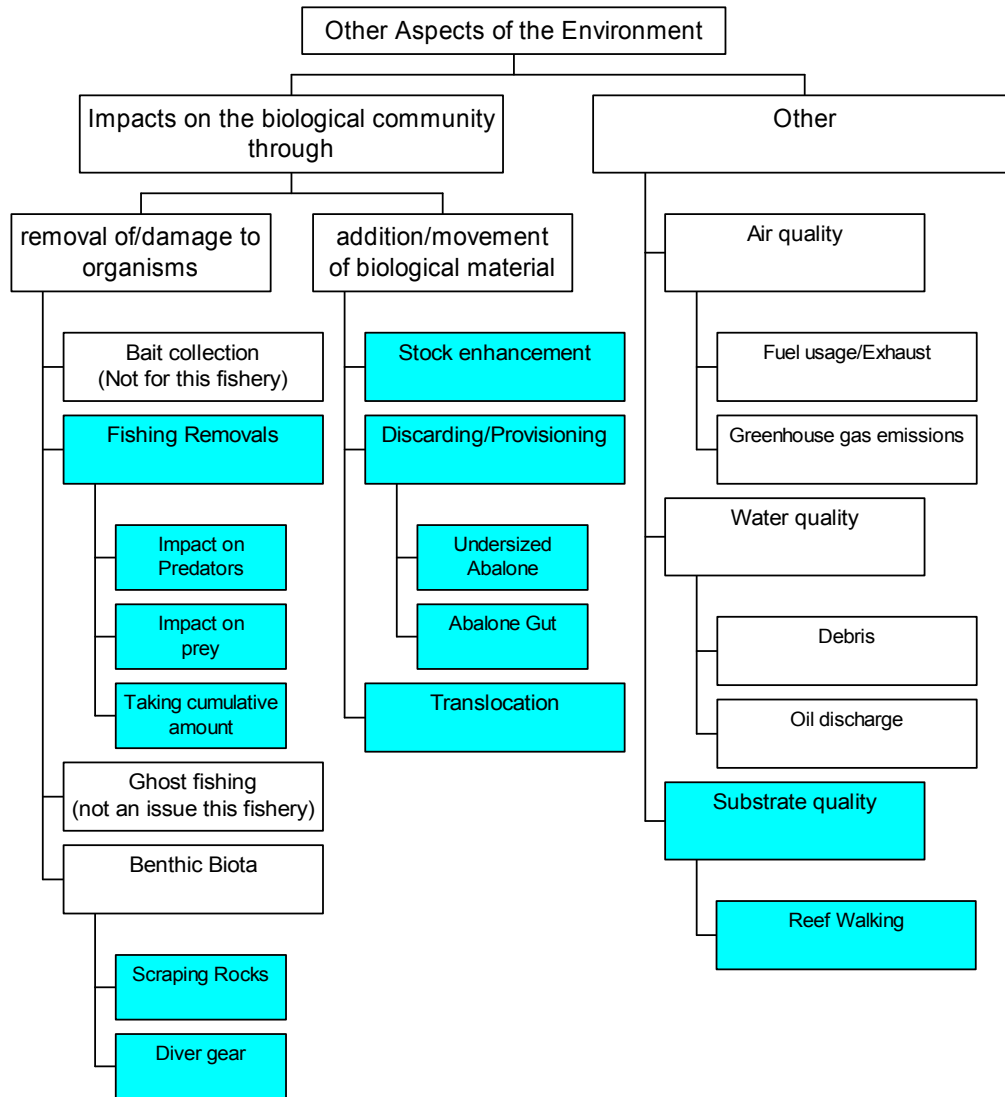 Other Aspects of the Environment
Impacts on the biological community
through
Other
removal of/damage to
organisms
addition/movement
of biological material
Air quality
Bait collection
(Not for this fishery)
Stock enhancement
Fuel usage/Exhaust
Fishing Removals
Discarding/Provisioning
Greenhouse gas emissions
Water quality
Impact on
Predators
Undersized
Abalone
Impact on
prey
Abalone Gut
Debris
Taking cumulative
amount
Translocation
Oil discharge
Ghost fishing
(not an issue this fishery)
Substrate quality
Benthic Biota
Reef Walking
Scraping Rocks
Diver gear